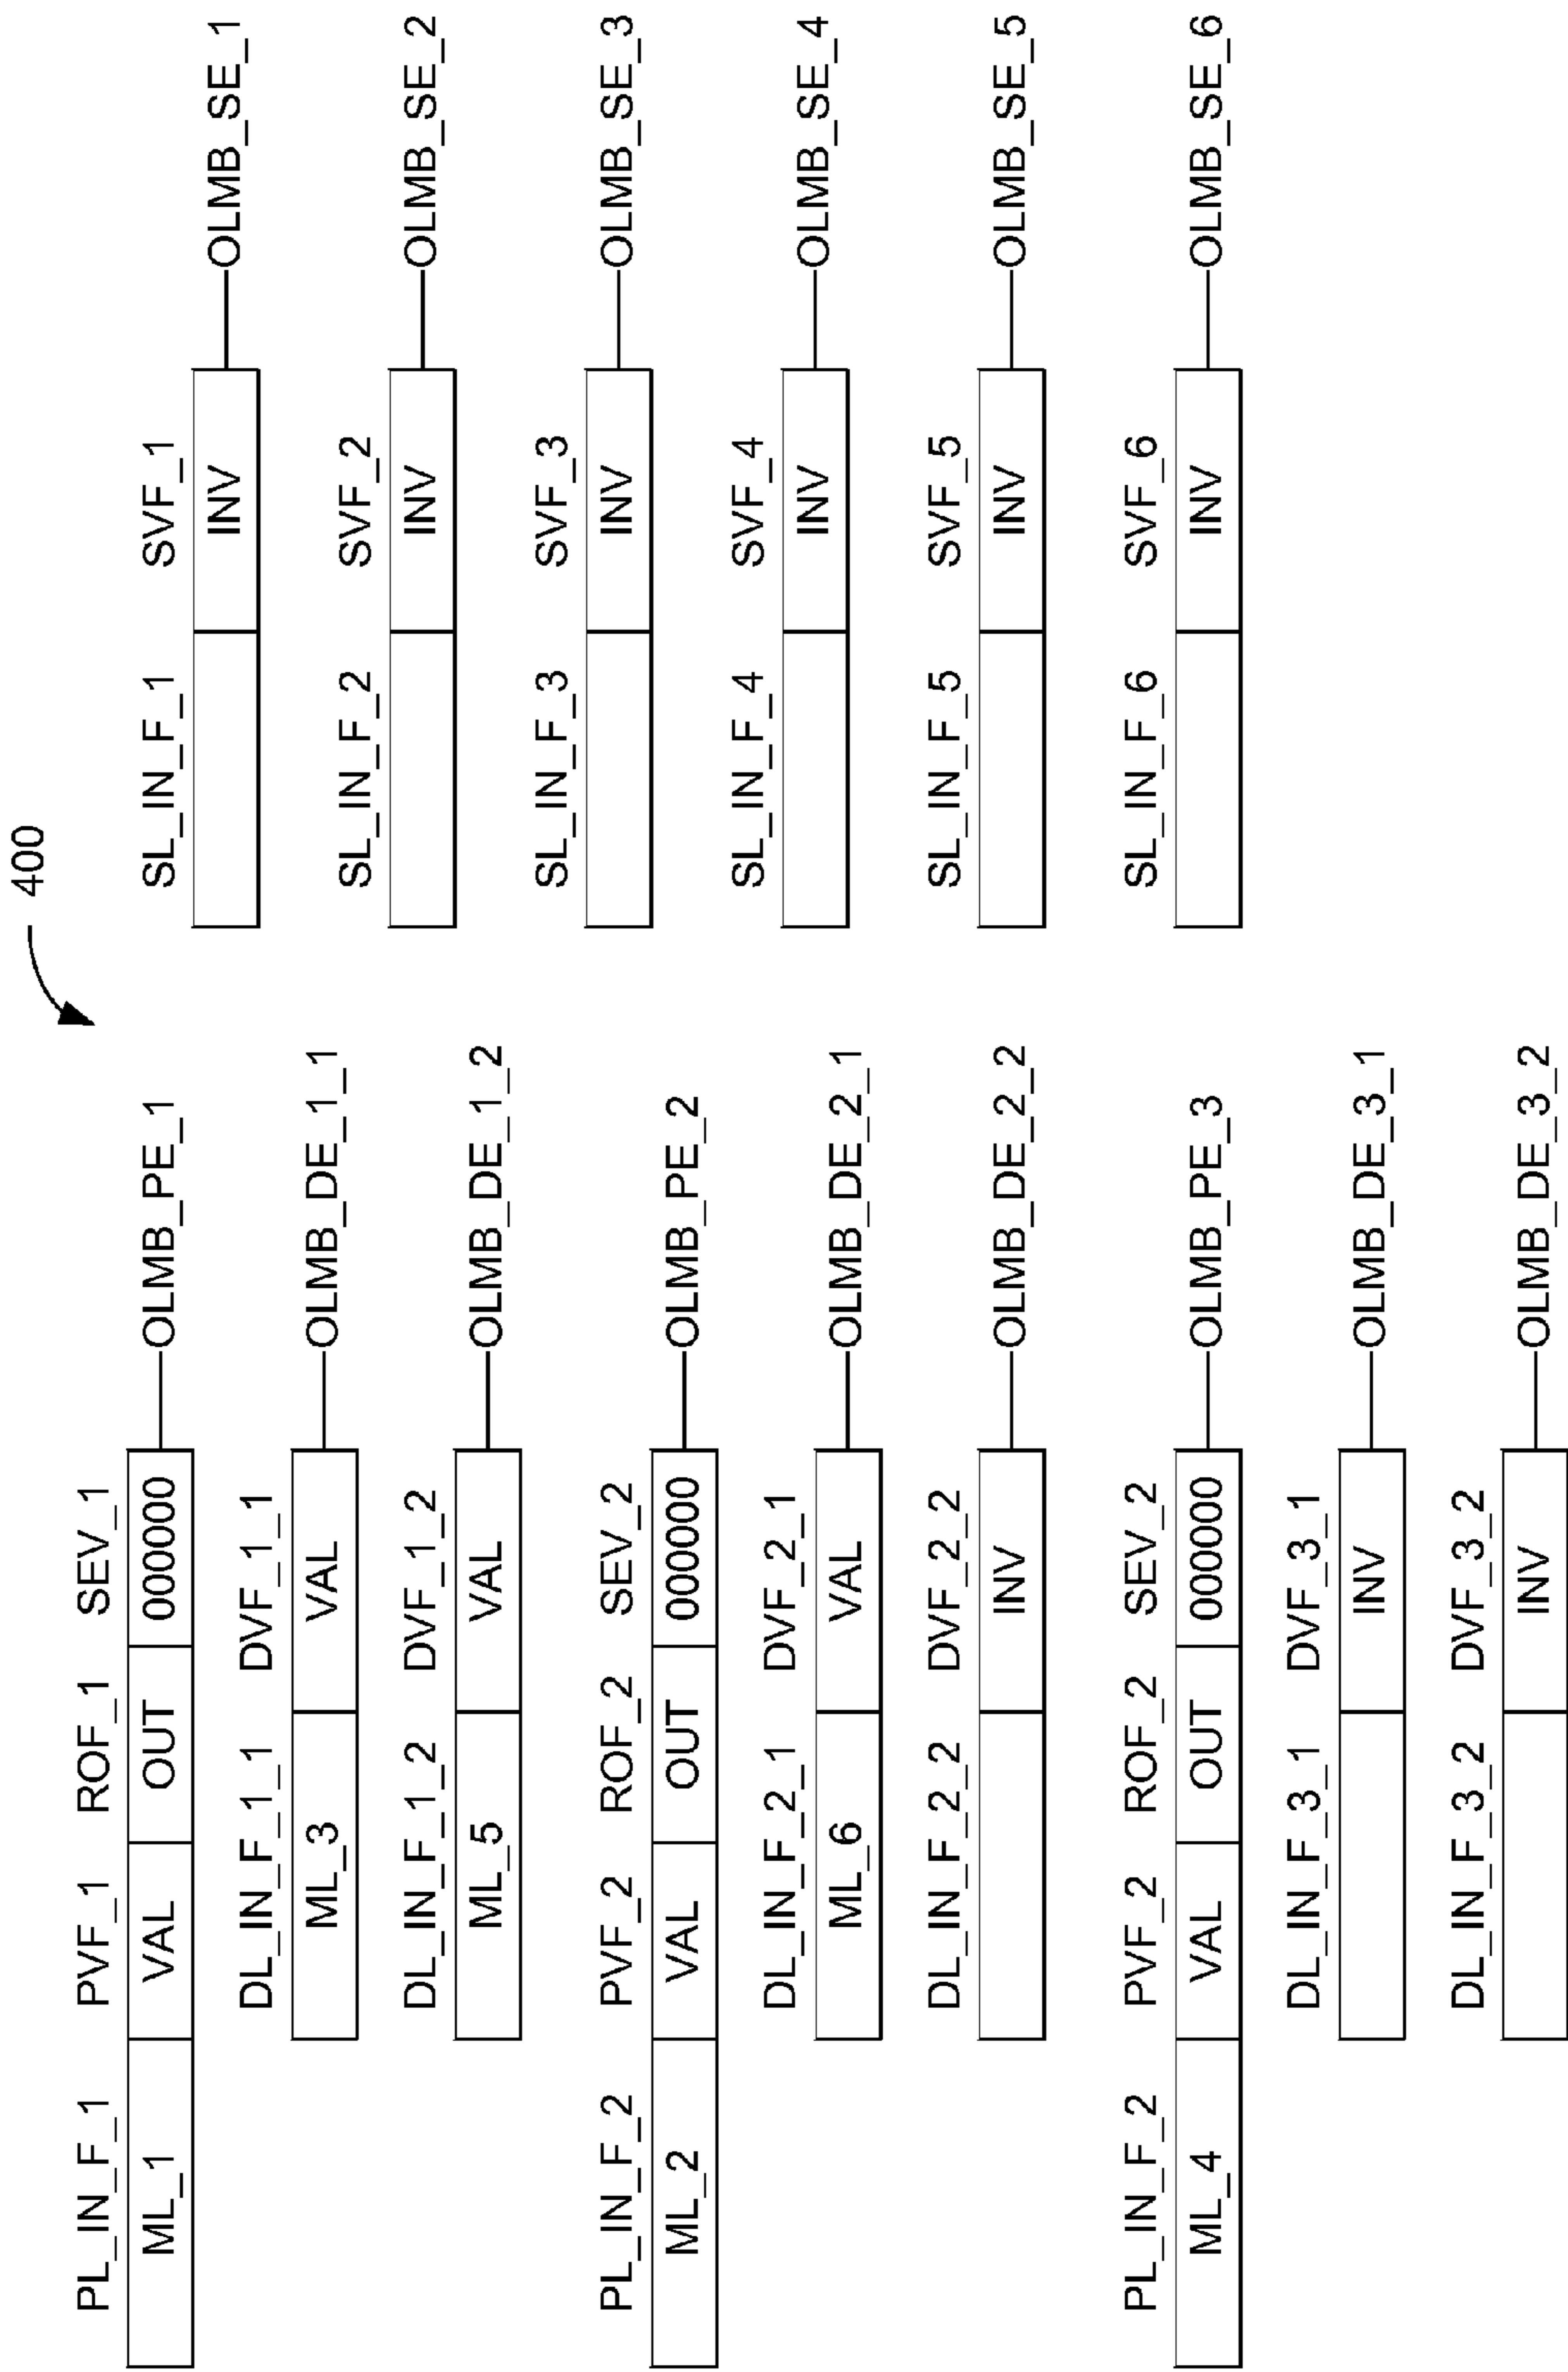 400
PL_IN_F_1 PVF_1 ROF_1 SEV_1
ML_1 VAL OUT 000000 OLMB_PE_1
DL_IN_F_1_1 DVF_1_1
ML_3 VAL OLMB_DE_1_1
DL_IN_F_1_2 DVF_1_2
ML_5 VAL OLMB_DE_1_2
PL_IN_F_2 PVF_2 ROF_2 SEV_2
ML_2 VAL OUT 000000 OLMB_PE_2
DL_IN_F_2_1 DVF_2_1
ML_6 VAL OLMB_DE_2_1
DL_IN_F_2_2 DVF_2_2
INV OLMB_DE_2_2
PL_IN_F_2 PVF_2 ROF_2 SEV_2
ML_4 VAL OUT 000000 OLMB_PE_3
DL_IN_F_3_1 DVF_3_1
INV OLMB_DE_3_1
DL_IN_F_3_2 DVF_3_2
INV OLMB_DE_3_2
SL_IN_F_1 SVF_1
INV OLMB_SE_1
SL_IN_F_2 SVF_2
INV OLMB_SE_2
SL_IN_F_3 SVF_3
INV OLMB_SE_3
SL_IN_F_4 SVF_4
INV OLMB_SE_4
SL_IN_F_5 SVF_5
INV OLMB_SE_5
SL_IN_F_6 SVF_6
INV OLMB_SE_6